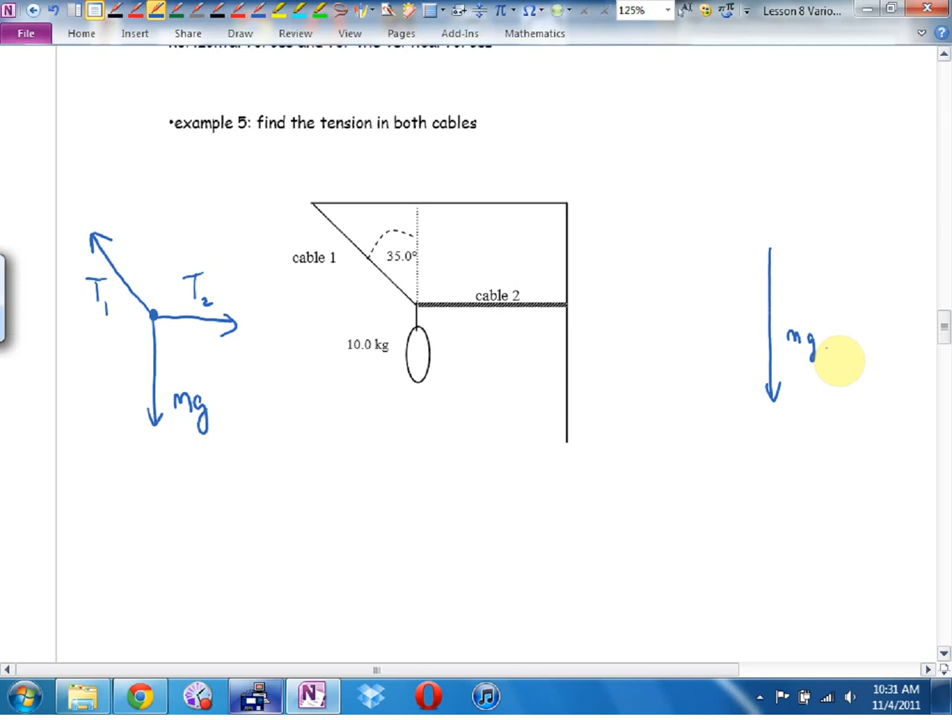 125%
Lesson 8 Vario...
File Home Insert Share Draw Review View Pages Add-Ins Mathematics
•example 5: find the tension in both cables
cable 1
35.0°
cable 2
10.0 kg
T1
T2
mg
mg
10:31 AM
11/4/2011